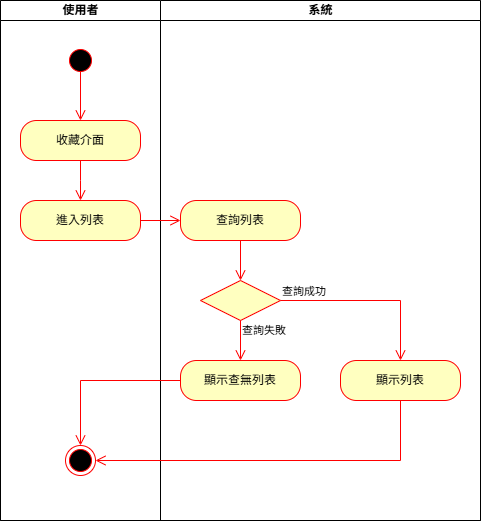 使用者
系統
收藏介面
進入列表
查詢列表
查詢成功
查詢失敗
顯示查無列表
顯示列表